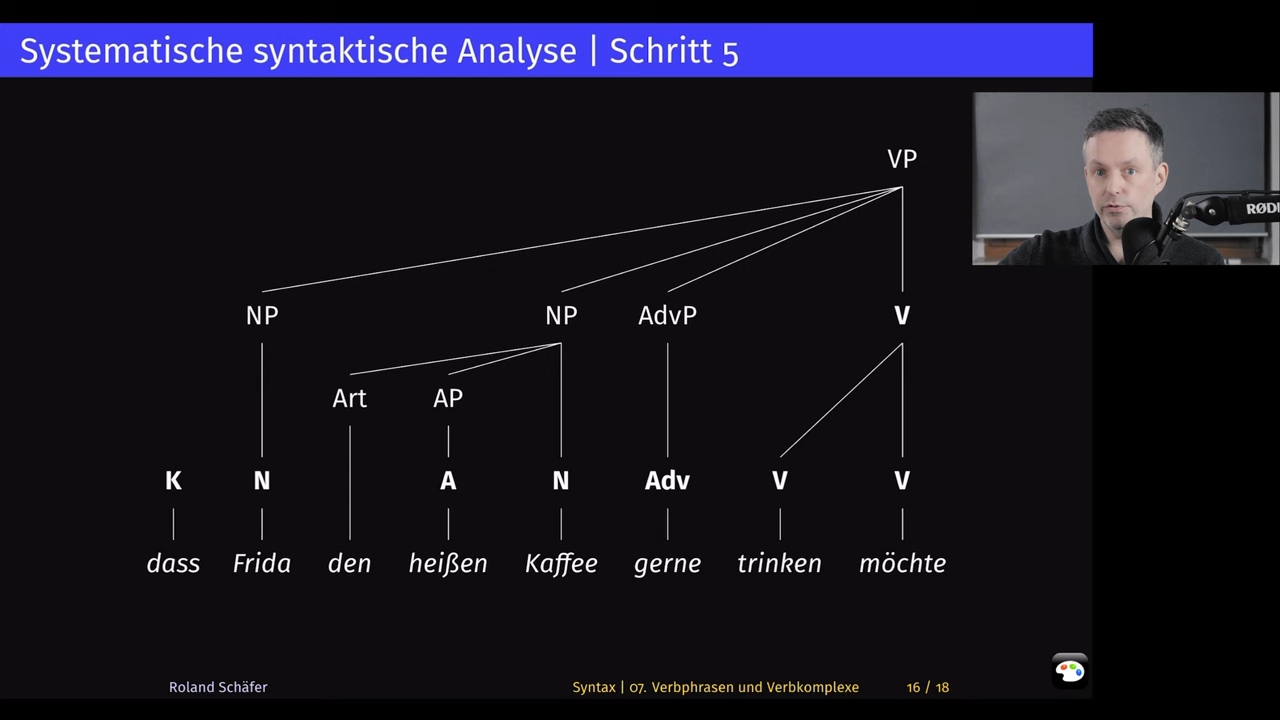 Systematische syntaktische Analyse | Schritt 5
VP
RØD
NP NP AdvP V
Art AP
K N A N Adv V V
dass Frida den heißen Kaffee gerne trinken möchte
Roland Schäfer Syntax | 07. Verbphrasen und Verbkomplexe 16 / 18